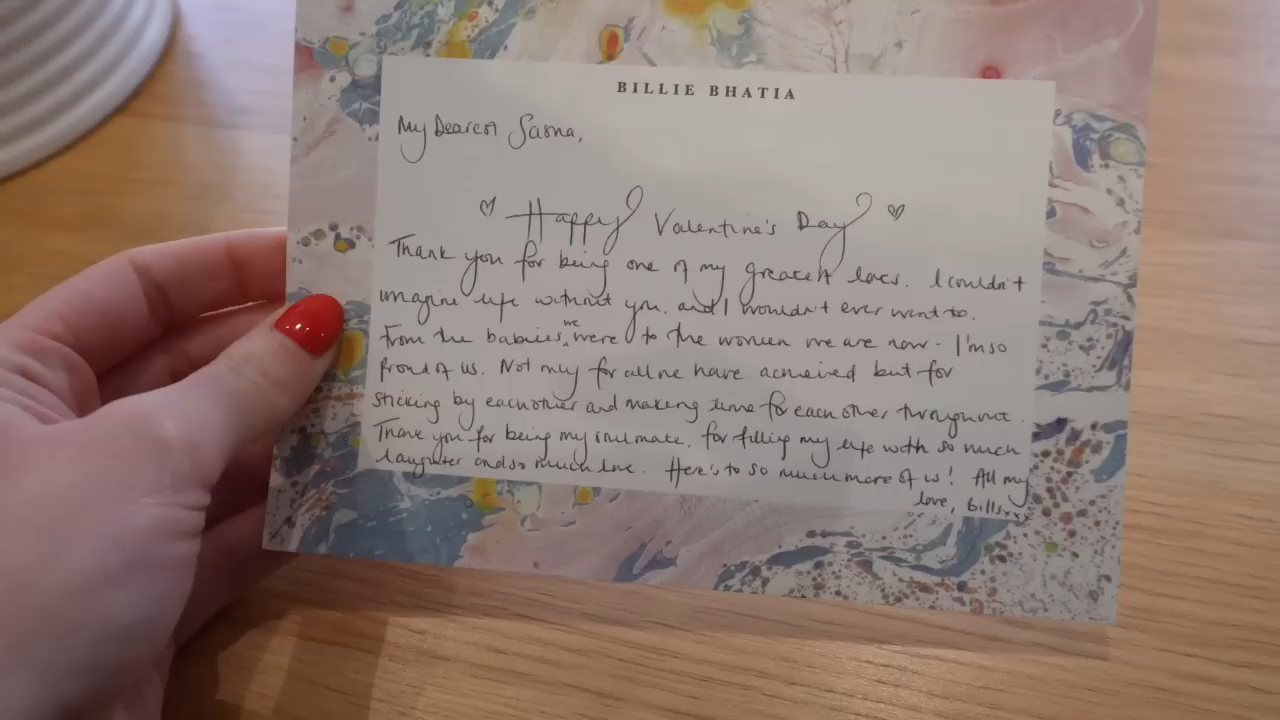 BILLIE BHATIA
My Dearest Sasha,
♡ Happy Valentine's Day ♡
Thank you for being one of my greatest loves. I couldn't
imagine life without you. and I wouldn't ever want to.
From the babies we were to the women we are now - I'm so
Proud of us. Not only for all we have achieved but for
sticking by eachother and making time for each other throughout.
Thank you for being my soulmate, for filling my life with so much
laughter and so much love. Here's to so much more of us! All my
love, Bills xxx